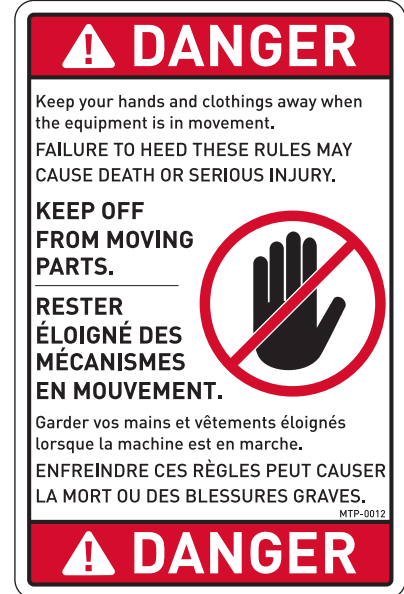 DANGER
Keep your hands and clothings away when
the equipment is in movement.
FAILURE TO HEED THESE RULES MAY
CAUSE DEATH OR SERIOUS INJURY.
KEEP OFF
FROM MOVING
PARTS.
RESTER
ÉLOIGNÉ DES
MÉCANISMES
EN MOUVEMENT.
Garder vos mains et vêtements éloignés
lorsque la machine est en marche.
ENFREINDRE CES RÈGLES PEUT CAUSER
LA MORT OU DES BLESSURES GRAVES.
MTP-0012
DANGER